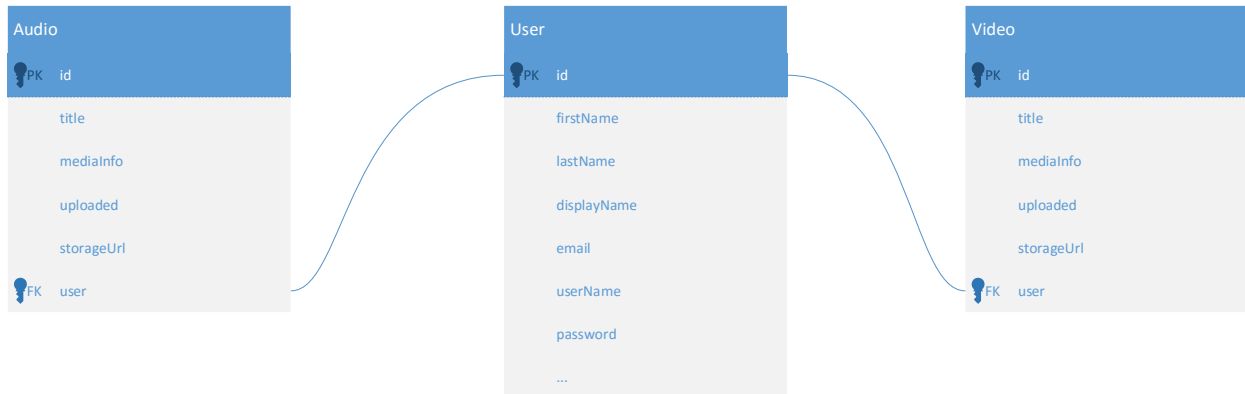 Audio
PK id
title
mediaInfo
uploaded
storageUrl
FK user
User
PK id
firstName
lastName
displayName
email
userName
password
...
Video
PK id
title
mediaInfo
uploaded
storageUrl
FK user